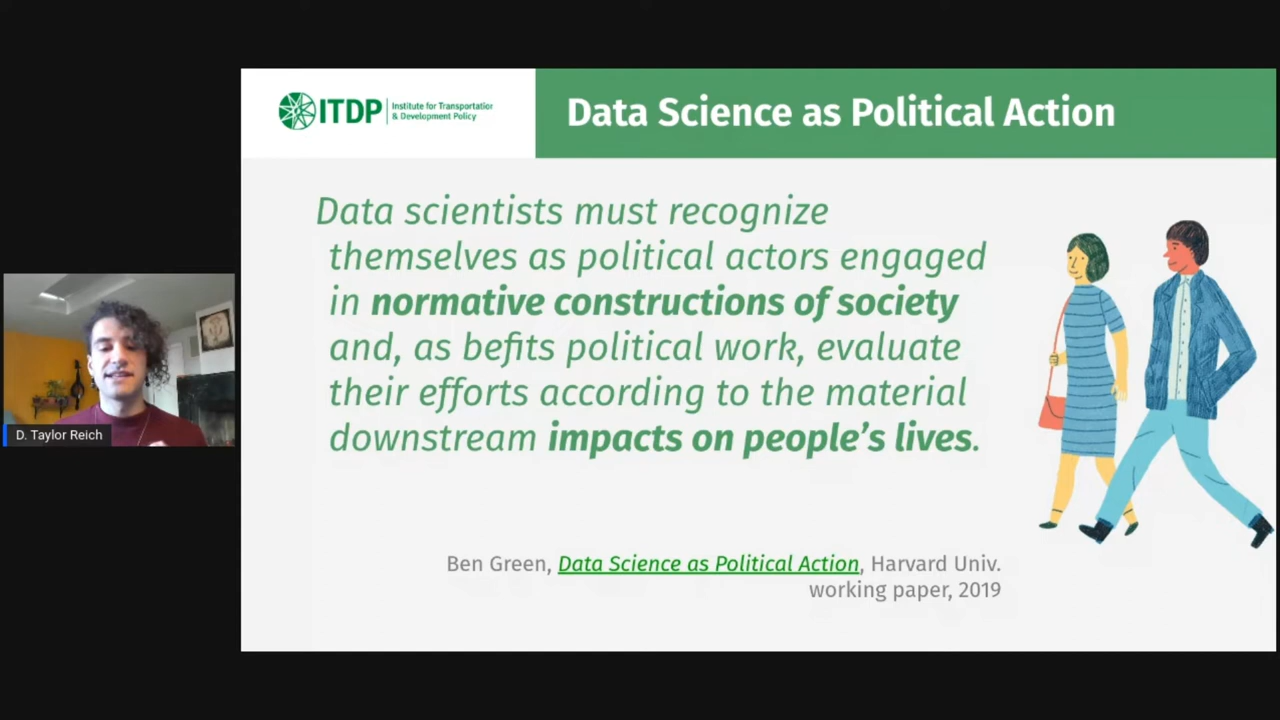 ITDP
Institute for Transportation
& Development Policy
Data Science as Political Action
Data scientists must recognize
themselves as political actors engaged
in normative constructions of society
and, as befits political work, evaluate
their efforts according to the material
downstream impacts on people's lives.
Ben Green, Data Science as Political Action, Harvard Univ.
working paper, 2019
D. Taylor Reich